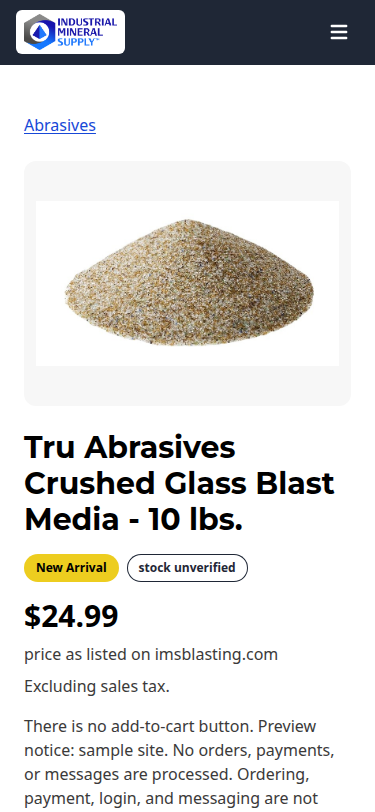 INDUSTRIAL
MINERAL
SUPPLY™
Abrasives
Tru Abrasives
Crushed Glass Blast
Media - 10 lbs.
New Arrival
stock unverified
$24.99
price as listed on imsblasting.com
Excluding sales tax.
There is no add-to-cart button. Preview
notice: sample site. No orders, payments,
or messages are processed. Ordering,
payment, login, and messaging are not